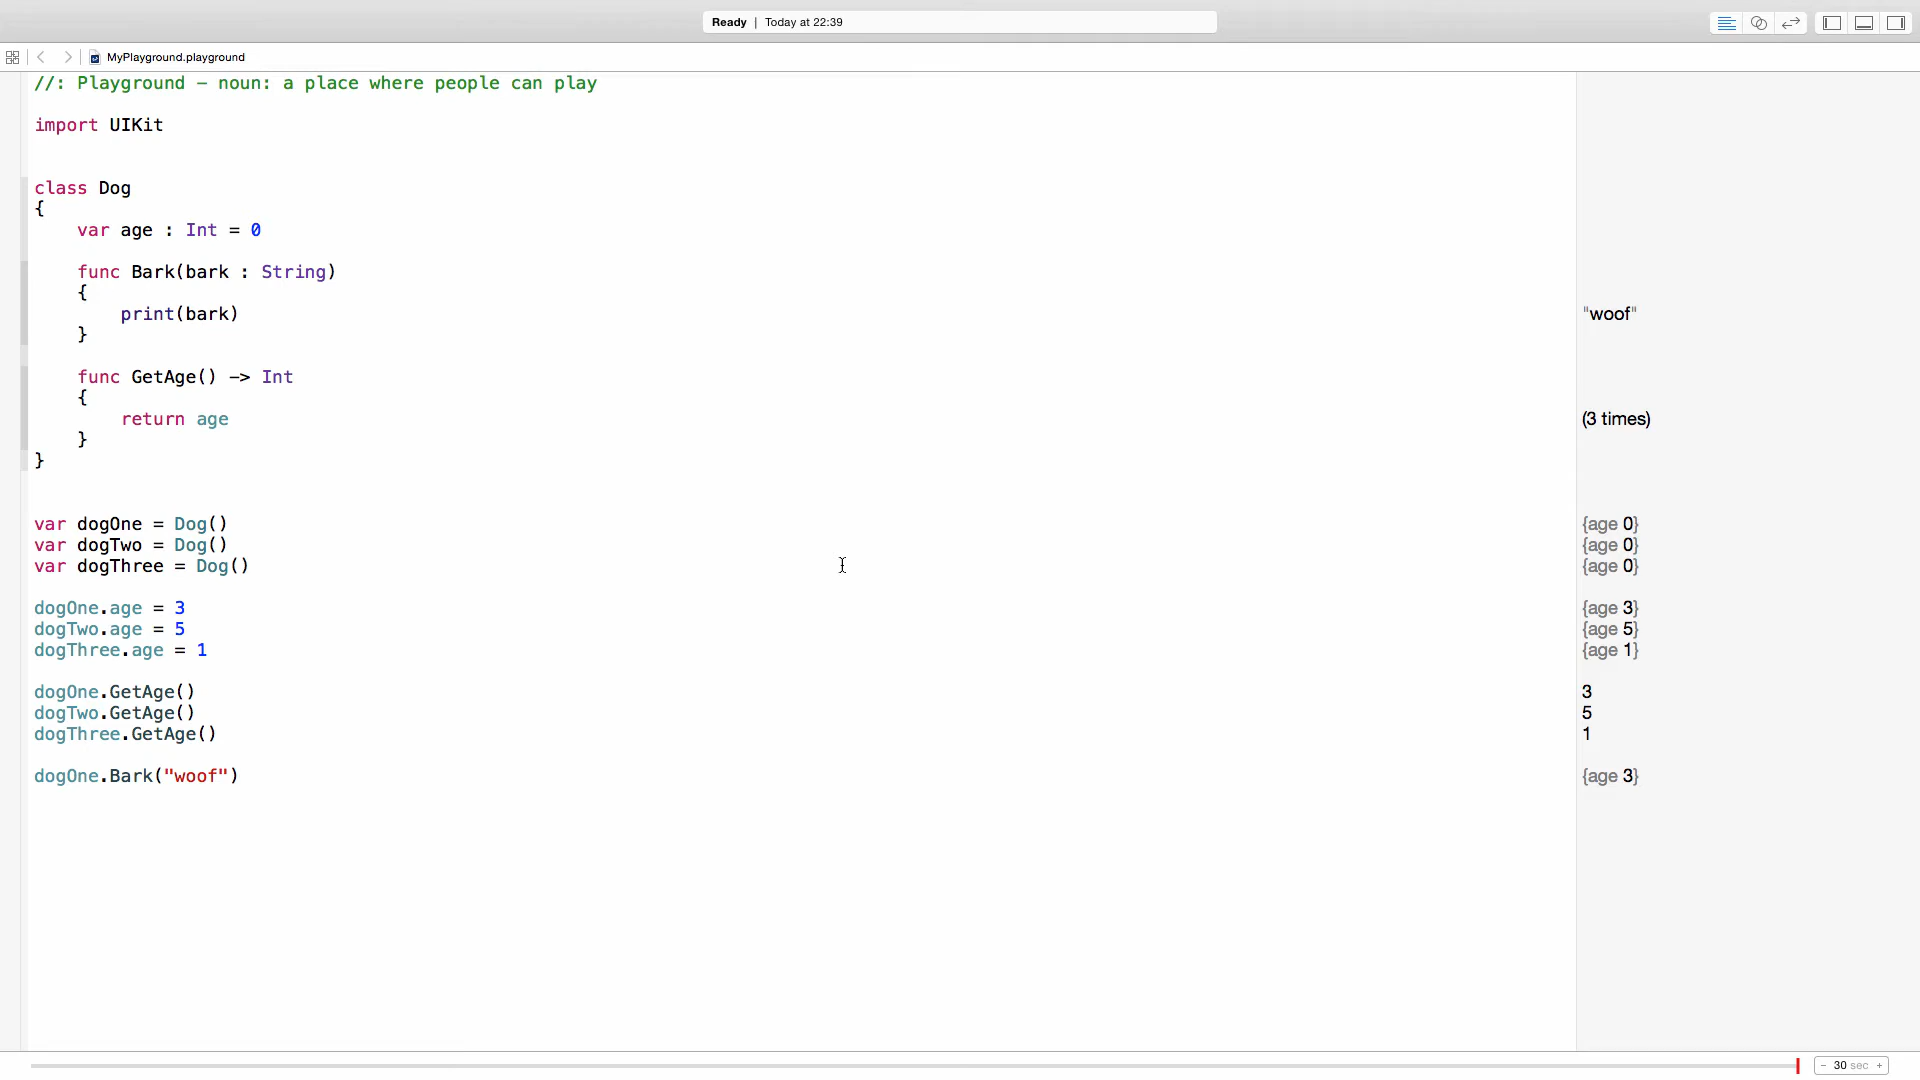 Ready | Today at 22:39
MyPlayground.playground
//: Playground – noun: a place where people can play
import UIKit
class Dog
{
var age : Int = 0
func Bark(bark : String)
{
print(bark) "woof"
}
func GetAge() -> Int
{
return age (3 times)
}
}
var dogOne = Dog() {age 0}
var dogTwo = Dog() {age 0}
var dogThree = Dog() {age 0}
dogOne.age = 3 {age 3}
dogTwo.age = 5 {age 5}
dogThree.age = 1 {age 1}
dogOne.GetAge() 3
dogTwo.GetAge() 5
dogThree.GetAge() 1
dogOne.Bark("woof") {age 3}
– 30 sec +